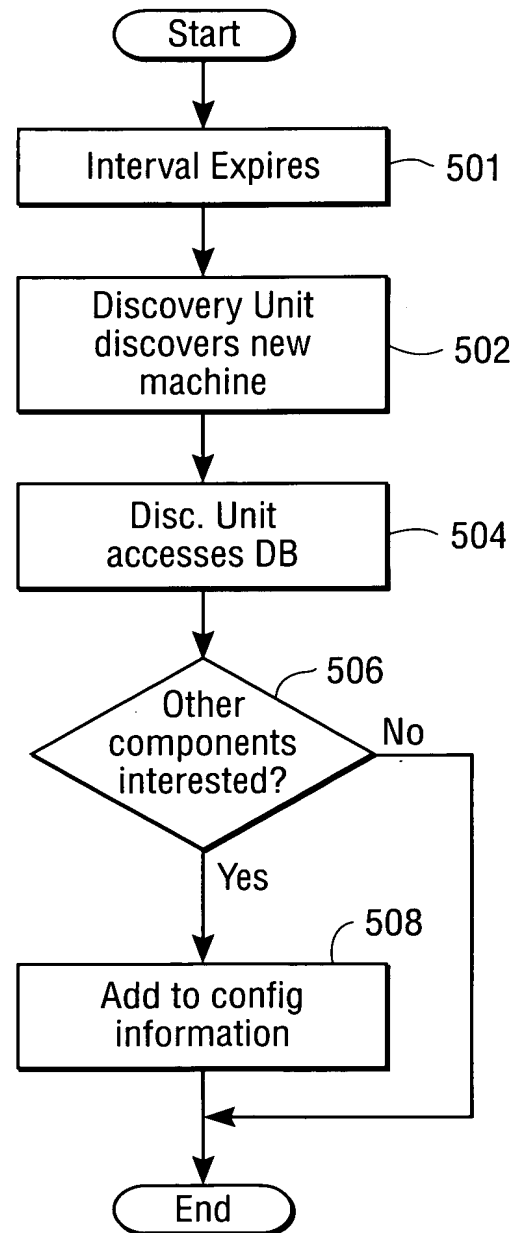 Start
Interval Expires
501
Discovery Unit
discovers new
machine
502
Disc. Unit
accesses DB
504
506
Other
components
interested?
No
Yes
508
Add to config
information
End